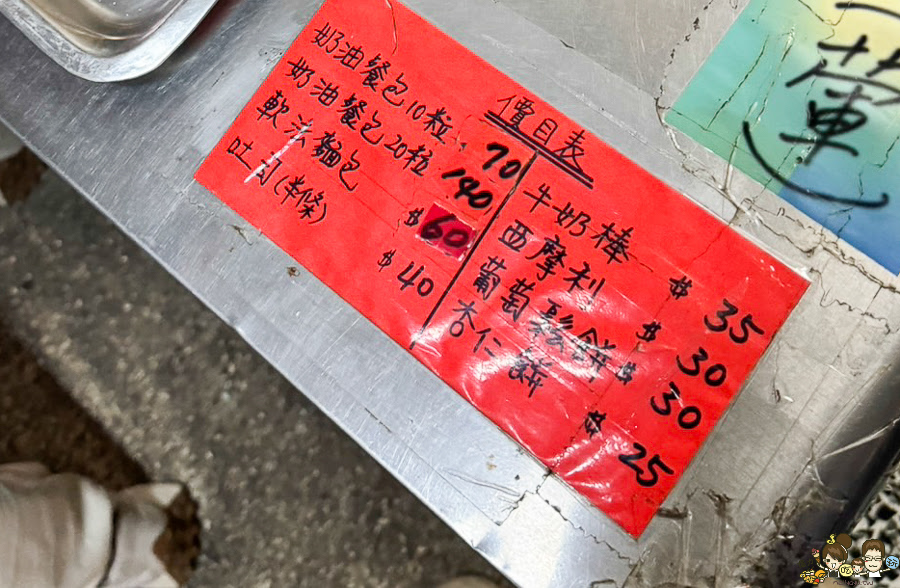 價目表
奶油餐包10粒 70
奶油餐包20粒 140
軟法麵包 $60
吐司(半條) $40
牛奶棒 $35
西摩利 $30
葡萄鬆餅 $30
杏仁餅 $25